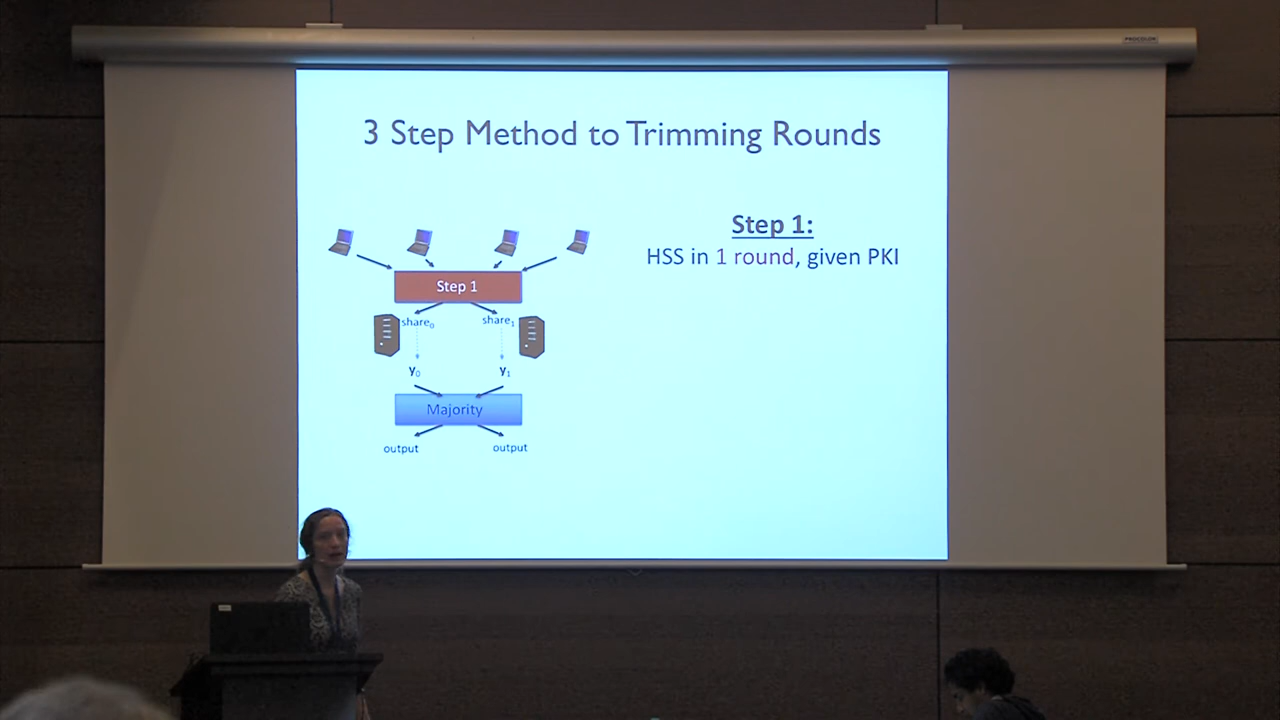 PROCOLOR
3 Step Method to Trimming Rounds
Step 1:
HSS in 1 round, given PKI
Step 1
share₀ share₁
y₀ y₁
Majority
output output